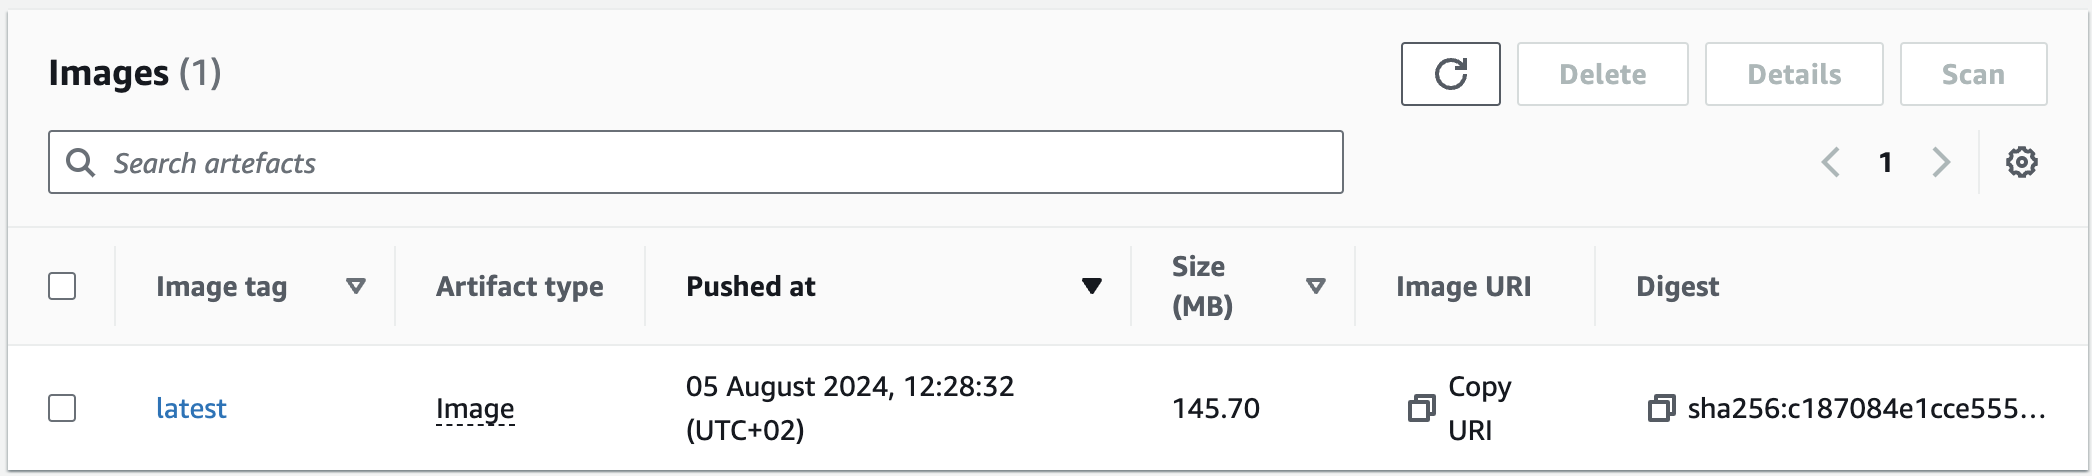 Images (1)
Delete
Details
Scan
Search artefacts
1
Image tag
Artifact type
Pushed at
Size
(MB)
Image URI
Digest
latest
Image
05 August 2024, 12:28:32
(UTC+02)
145.70
Copy
URI
sha256:c187084e1cce555...